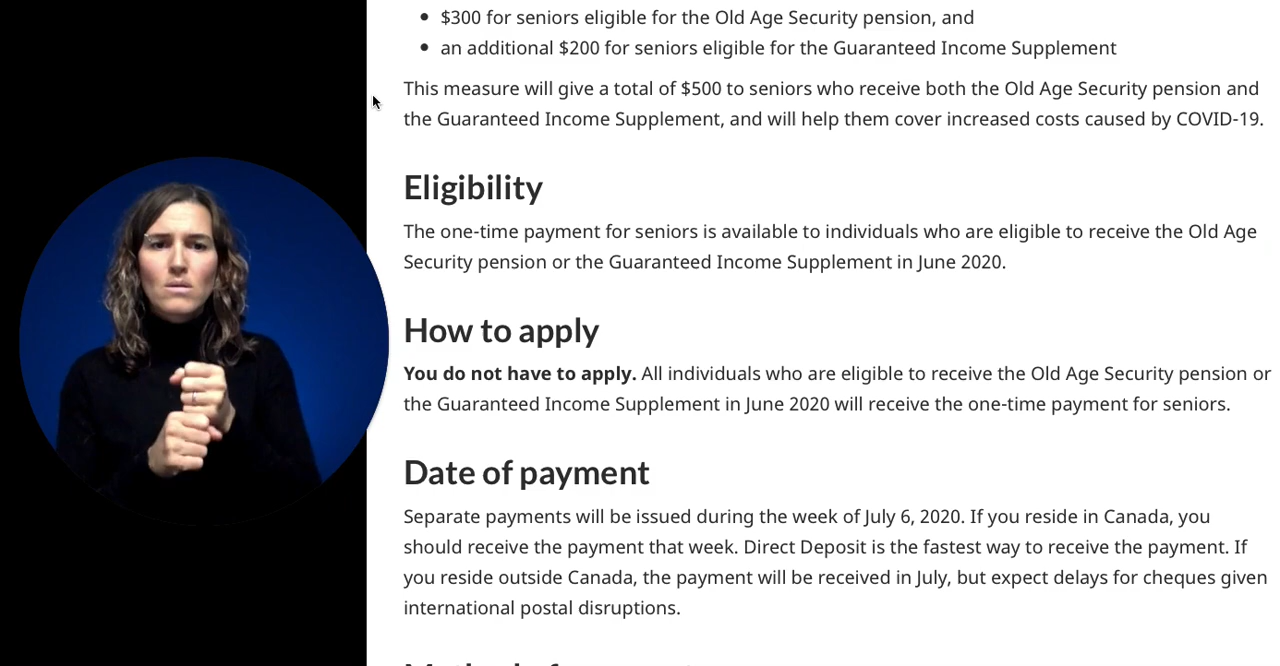 $300 for seniors eligible for the Old Age Security pension, and
an additional $200 for seniors eligible for the Guaranteed Income Supplement
This measure will give a total of $500 to seniors who receive both the Old Age Security pension and
the Guaranteed Income Supplement, and will help them cover increased costs caused by COVID-19.
Eligibility
The one-time payment for seniors is available to individuals who are eligible to receive the Old Age
Security pension or the Guaranteed Income Supplement in June 2020.
How to apply
You do not have to apply. All individuals who are eligible to receive the Old Age Security pension or
the Guaranteed Income Supplement in June 2020 will receive the one-time payment for seniors.
Date of payment
Separate payments will be issued during the week of July 6, 2020. If you reside in Canada, you
should receive the payment that week. Direct Deposit is the fastest way to receive the payment. If
you reside outside Canada, the payment will be received in July, but expect delays for cheques given
international postal disruptions.